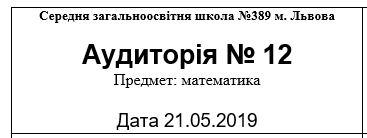 Середня загальноосвітня школа №389 м. Львова
Аудиторія № 12
Предмет: математика
Дата 21.05.2019